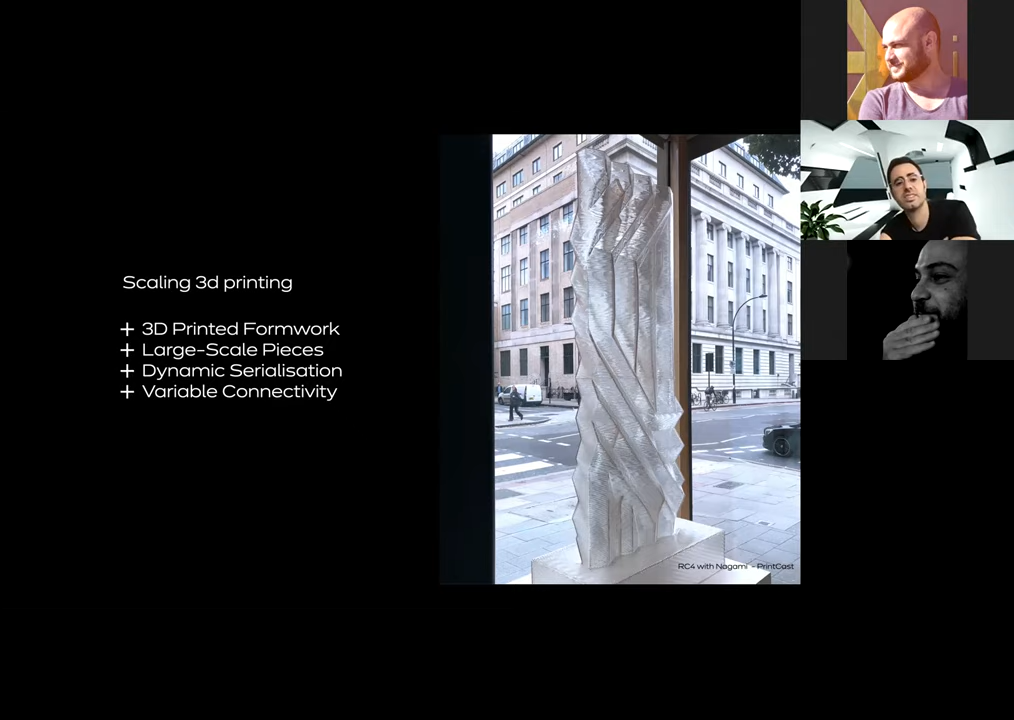 Scaling 3d printing
+ 3D Printed Formwork
+ Large-Scale Pieces
+ Dynamic Serialisation
+ Variable Connectivity
RC4 with Nagami - PrintCast